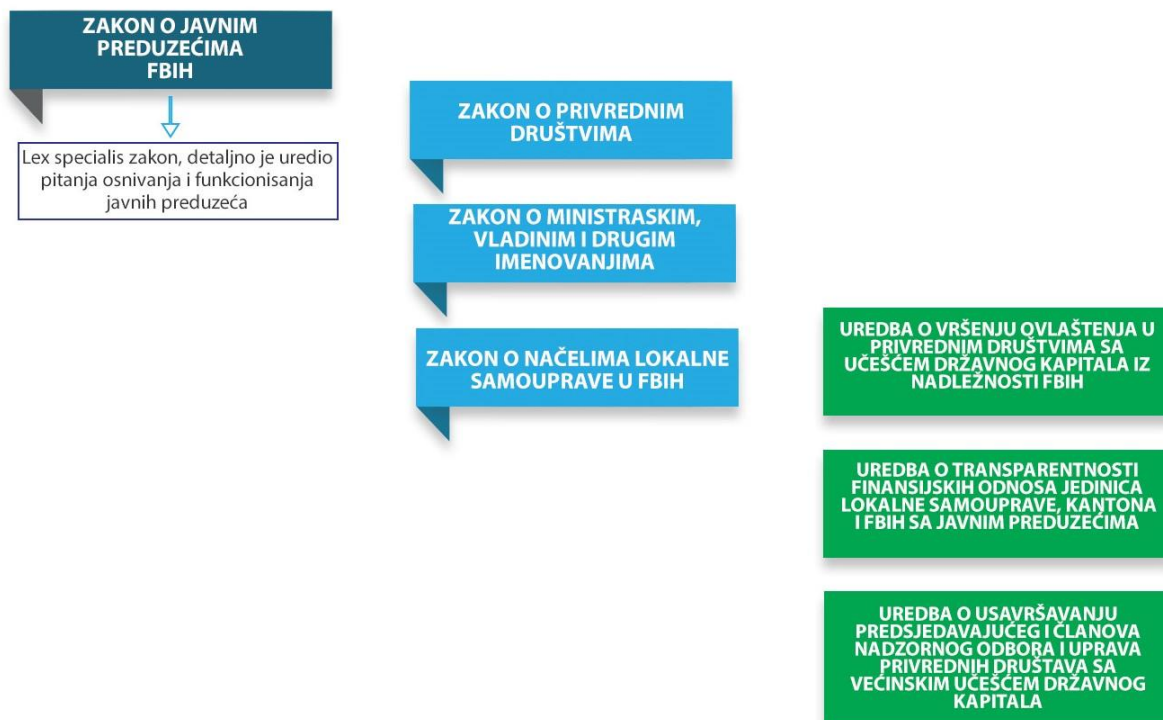 ZAKON O JAVNIM
PREDUZEĆIMA
FBIH
Lex specialis zakon, detaljno je uredio
pitanja osnivanja i funkcionisanja
javnih preduzeća
ZAKON O PRIVREDNIM
DRUŠTVIMA
ZAKON O MINISTRASKIM,
VLADINIM I DRUGIM
IMENOVANJIMA
ZAKON O NAČELIMA LOKALNE
SAMOUPRAVE U FBIH
UREDBA O VRŠENJU OVLAŠTENJA U
PRIVREDNIM DRUŠTVIMA SA
UČEŠĆEM DRŽAVNOG KAPITALA IZ
NADLEŽNOSTI FBIH
UREDBA O TRANSPARENTNOSTI
FINANSIJSKIH ODNOSA JEDINICA
LOKALNE SAMOUPRAVE, KANTONA
I FBIH SA JAVNIM PREDUZEĆIMA
UREDBA O USAVRŠAVANJU
PREDSJEDAVAJUĆEG I ČLANOVA
NADZORNOG ODBORA I UPRAVA
PRIVREDNIH DRUŠTAVA SA
VEĆINSKIM UČEŠĆEM DRŽAVNOG
KAPITALA